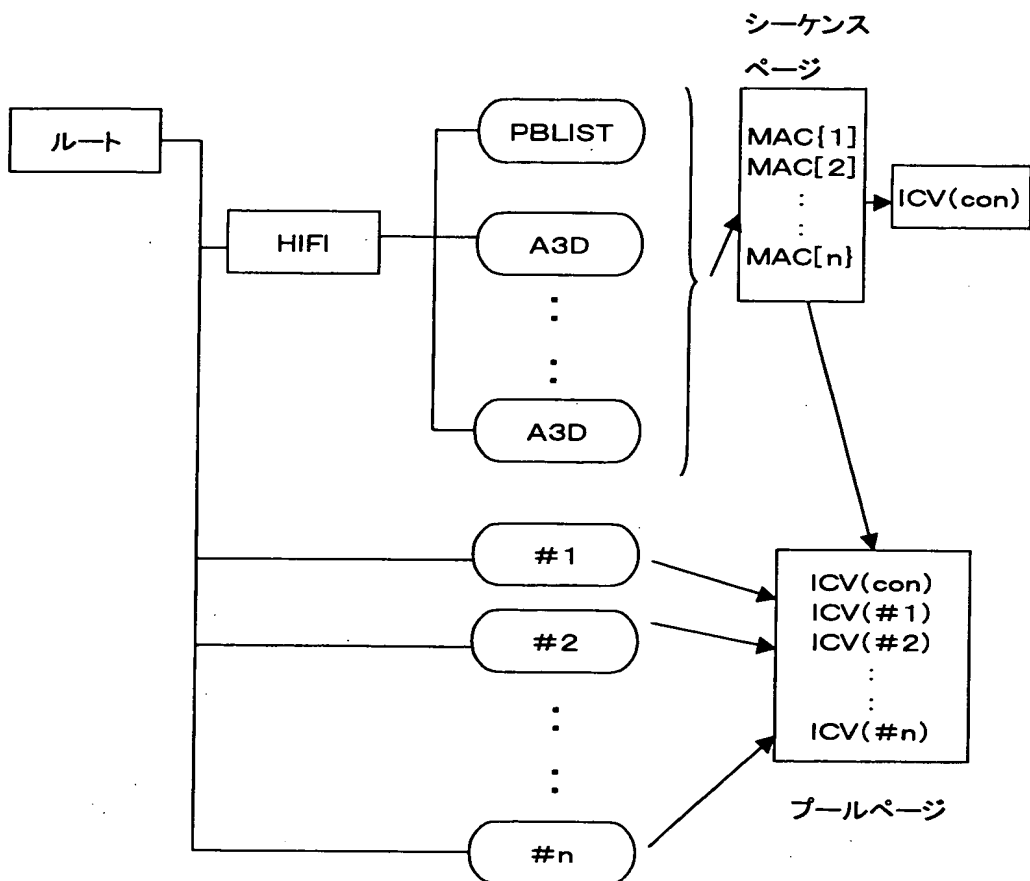 シーケンス
ページ
ルート
HIFI
PBLIST
A3D
:
:
A3D
MAC{1]
MAC[2]
:
:
MAC[n}
ICV(con)
#1
#2
:
:
#n
ICV(con)
ICV(#1)
ICV(#2)
:
:
ICV(#n)
プールページ